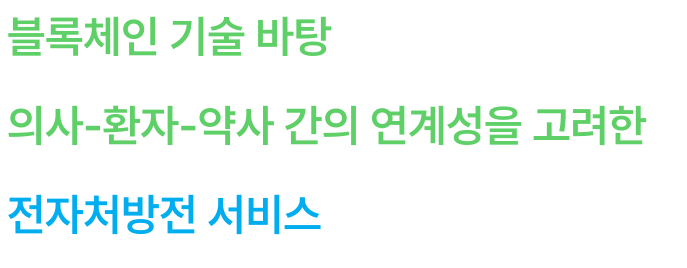 블록체인 기술 바탕
의사-환자-약사 간의 연계성을 고려한
전자처방전 서비스